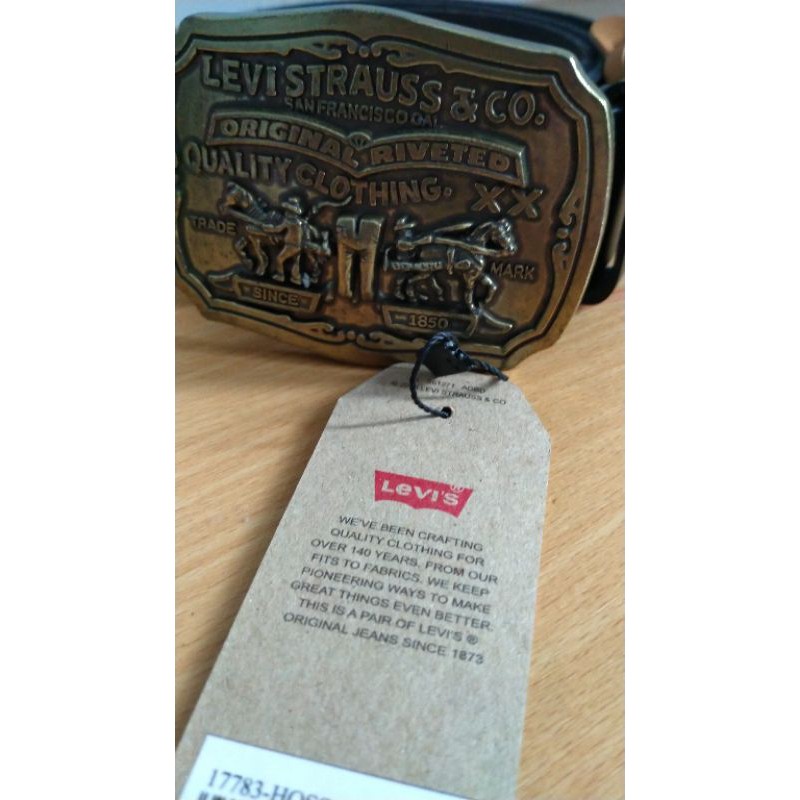 LEVI STRAUSS & CO.
SAN FRANCISCO CAL
ORIGINAL RIVETED
QUALITY CLOTHING. XX
TRADE MARK
SINCE 1850
LEVI STRAUSS & CO
LEVI'S®
WE'VE BEEN CRAFTING
QUALITY CLOTHING FOR
OVER 140 YEARS. FROM OUR
FITS TO FABRICS. WE KEEP
PIONEERING WAYS TO MAKE
GREAT THINGS EVEN BETTER.
THIS IS A PAIR OF LEVI'S ®
ORIGINAL JEANS SINCE 1873